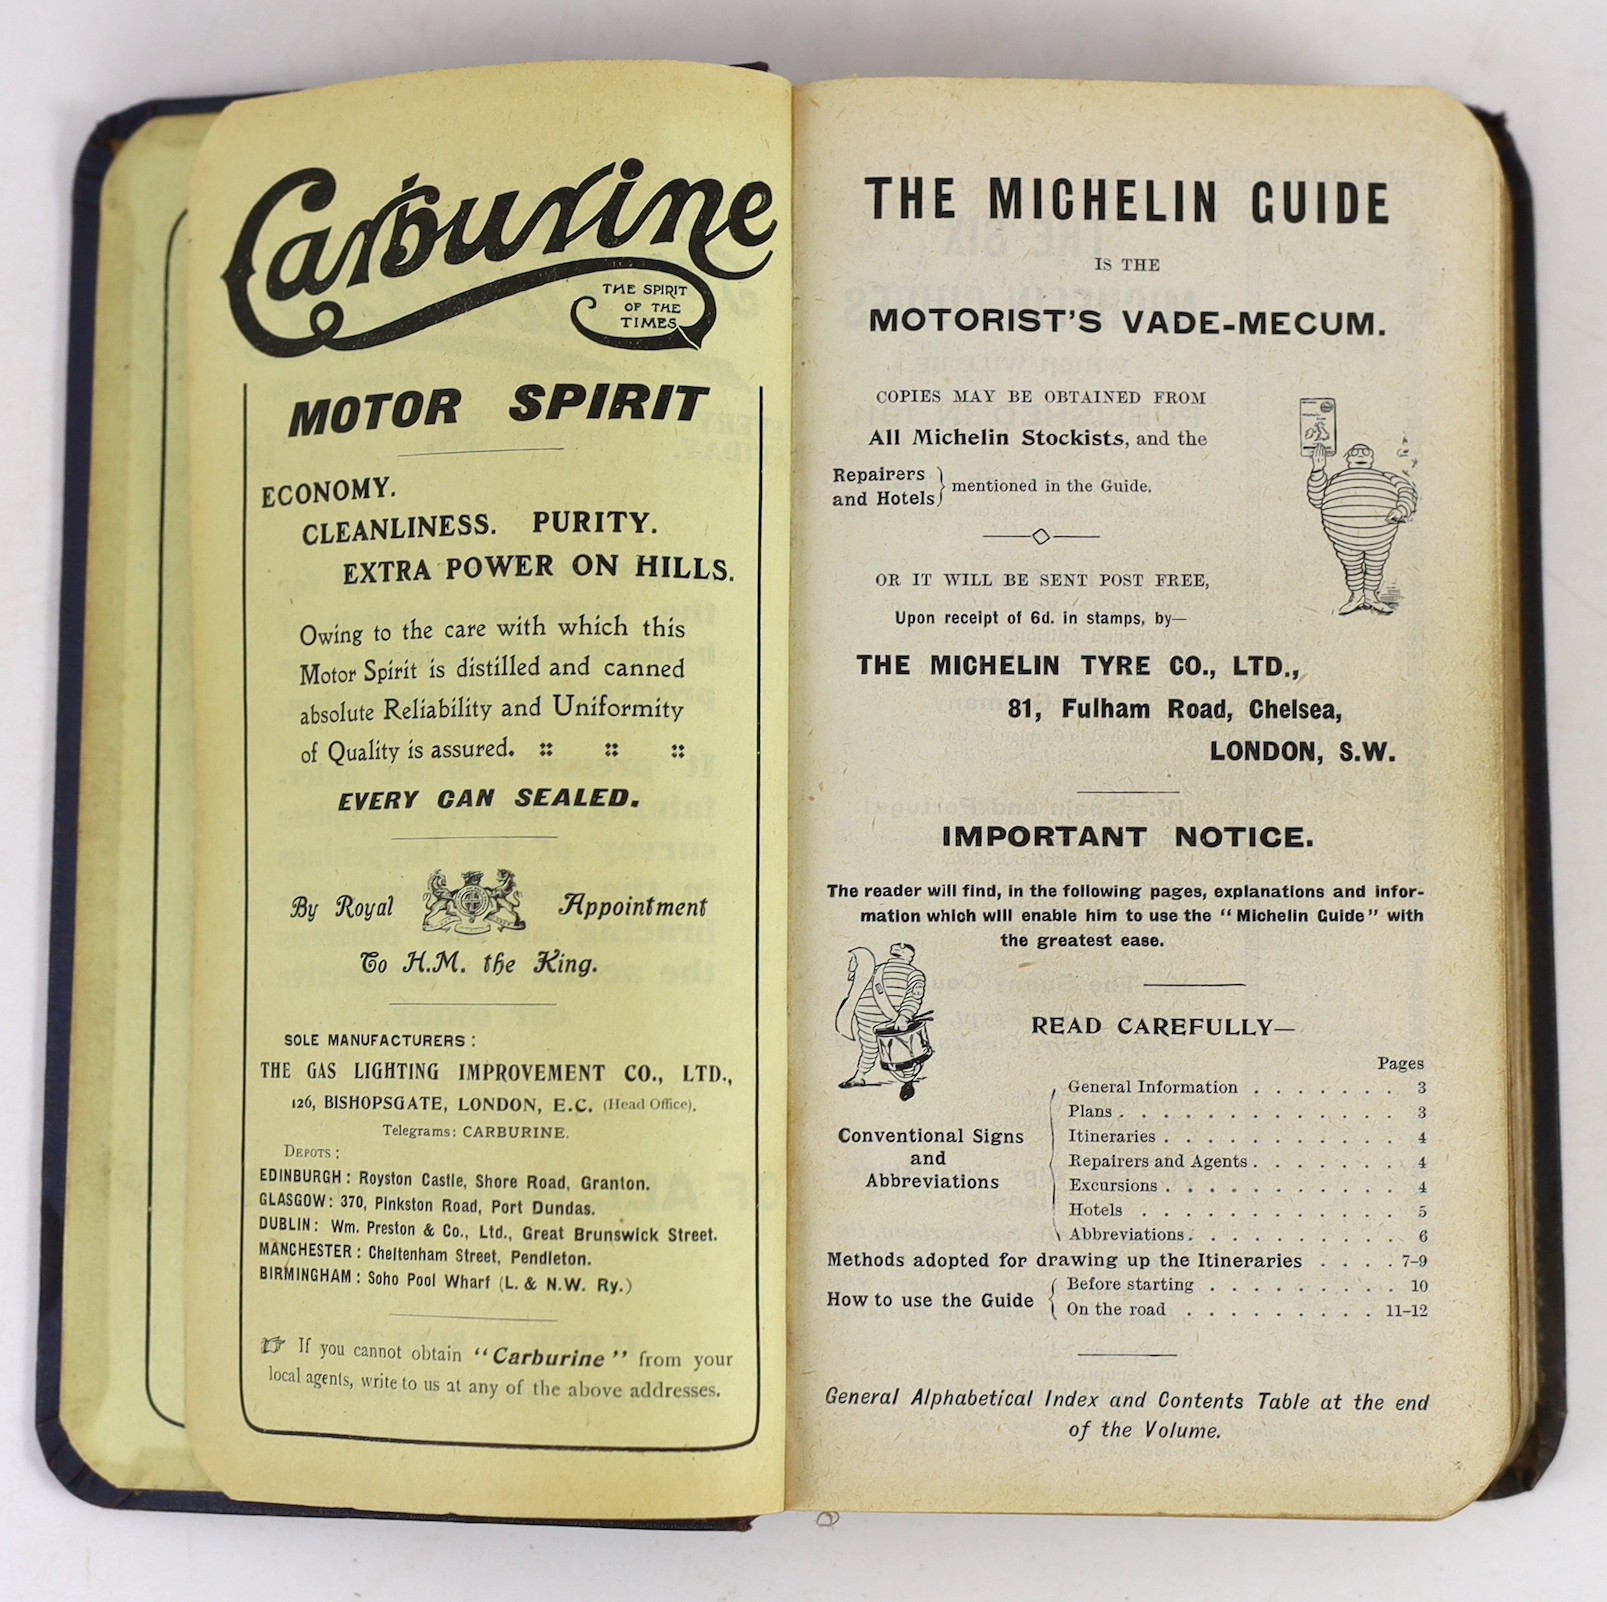 Carburine
THE SPIRIT
OF THE
TIMES
MOTOR SPIRIT
ECONOMY.
CLEANLINESS. PURITY.
EXTRA POWER ON HILLS.
Owing to the care with which this
Motor Spirit is distilled and canned
absolute Reliability and Uniformity
of Quality is assured.
EVERY CAN SEALED.
By Royal Appointment
To H.M. the King.
SOLE MANUFACTURERS:
THE GAS LIGHTING IMPROVEMENT CO., LTD.,
126, BISHOPSGATE, LONDON, E.C. (Head Office).
Telegrams: CARBURINE.
DEPOTS:
EDINBURGH: Royston Castle, Shore Road, Granton.
GLASGOW: 370, Pinkston Road, Port Dundas.
DUBLIN: Wm. Preston & Co., Ltd., Great Brunswick Street.
MANCHESTER: Cheltenham Street, Pendleton.
BIRMINGHAM: Soho Pool Wharf (L. & N.W. Ry.)
☞ If you cannot obtain "Carburine" from your
local agents, write to us at any of the above addresses.
THE MICHELIN GUIDE
IS THE
MOTORIST'S VADE-MECUM.
COPIES MAY BE OBTAINED FROM
All Michelin Stockists, and the
Repairers
and Hotels } mentioned in the Guide.
OR IT WILL BE SENT POST FREE,
Upon receipt of 6d. in stamps, by—
THE MICHELIN TYRE CO., LTD.,
81, Fulham Road, Chelsea,
LONDON, S.W.
IMPORTANT NOTICE.
The reader will find, in the following pages, explanations and infor-
mation which will enable him to use the "Michelin Guide" with
the greatest ease.
READ CAREFULLY—
Pages
Conventional Signs
and
Abbreviations
General Information . . . . . . . 3
Plans . . . . . . . . . . . . 3
Itineraries . . . . . . . . . . 4
Repairers and Agents . . . . . . 4
Excursions . . . . . . . . . . 4
Hotels . . . . . . . . . . . 5
Abbreviations . . . . . . . . . 6
Methods adopted for drawing up the Itineraries . . . . 7-9
How to use the Guide
Before starting . . . . . . . . . 10
On the road . . . . . . . . . 11-12
General Alphabetical Index and Contents Table at the end
of the Volume.